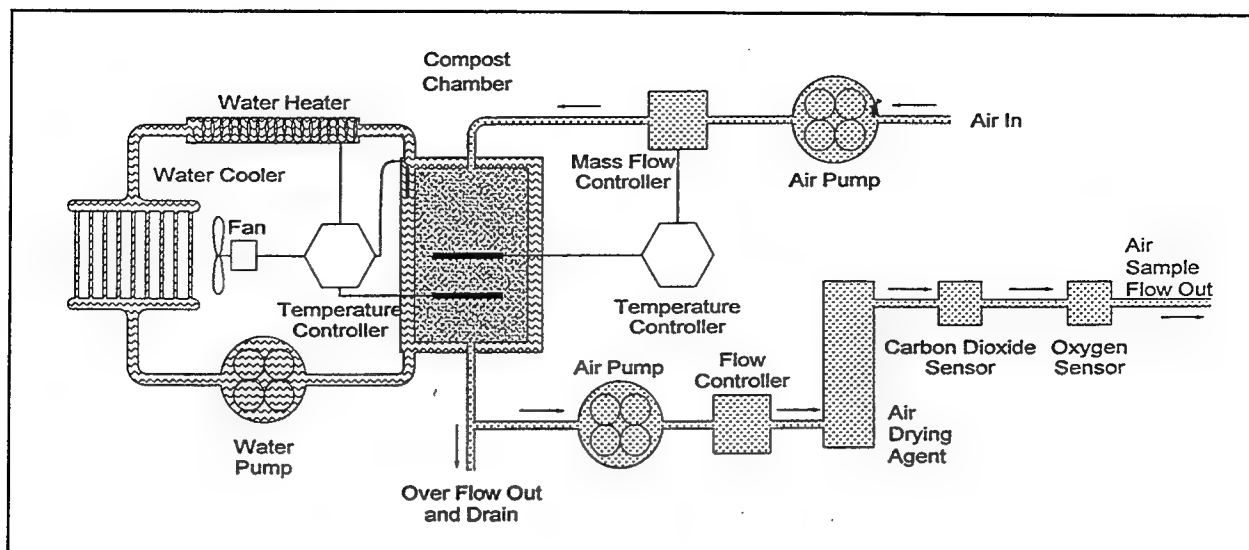 Compost
Chamber
Water Heater
Air In
Mass Flow
Controller
Air Pump
Water Cooler
Fan
Temperature
Controller
Temperature
Controller
Air
Sample
Flow Out
Carbon Dioxide
Sensor
Oxygen
Sensor
Air Pump
Flow
Controller
Air
Drying
Agent
Water
Pump
Over Flow Out
and Drain